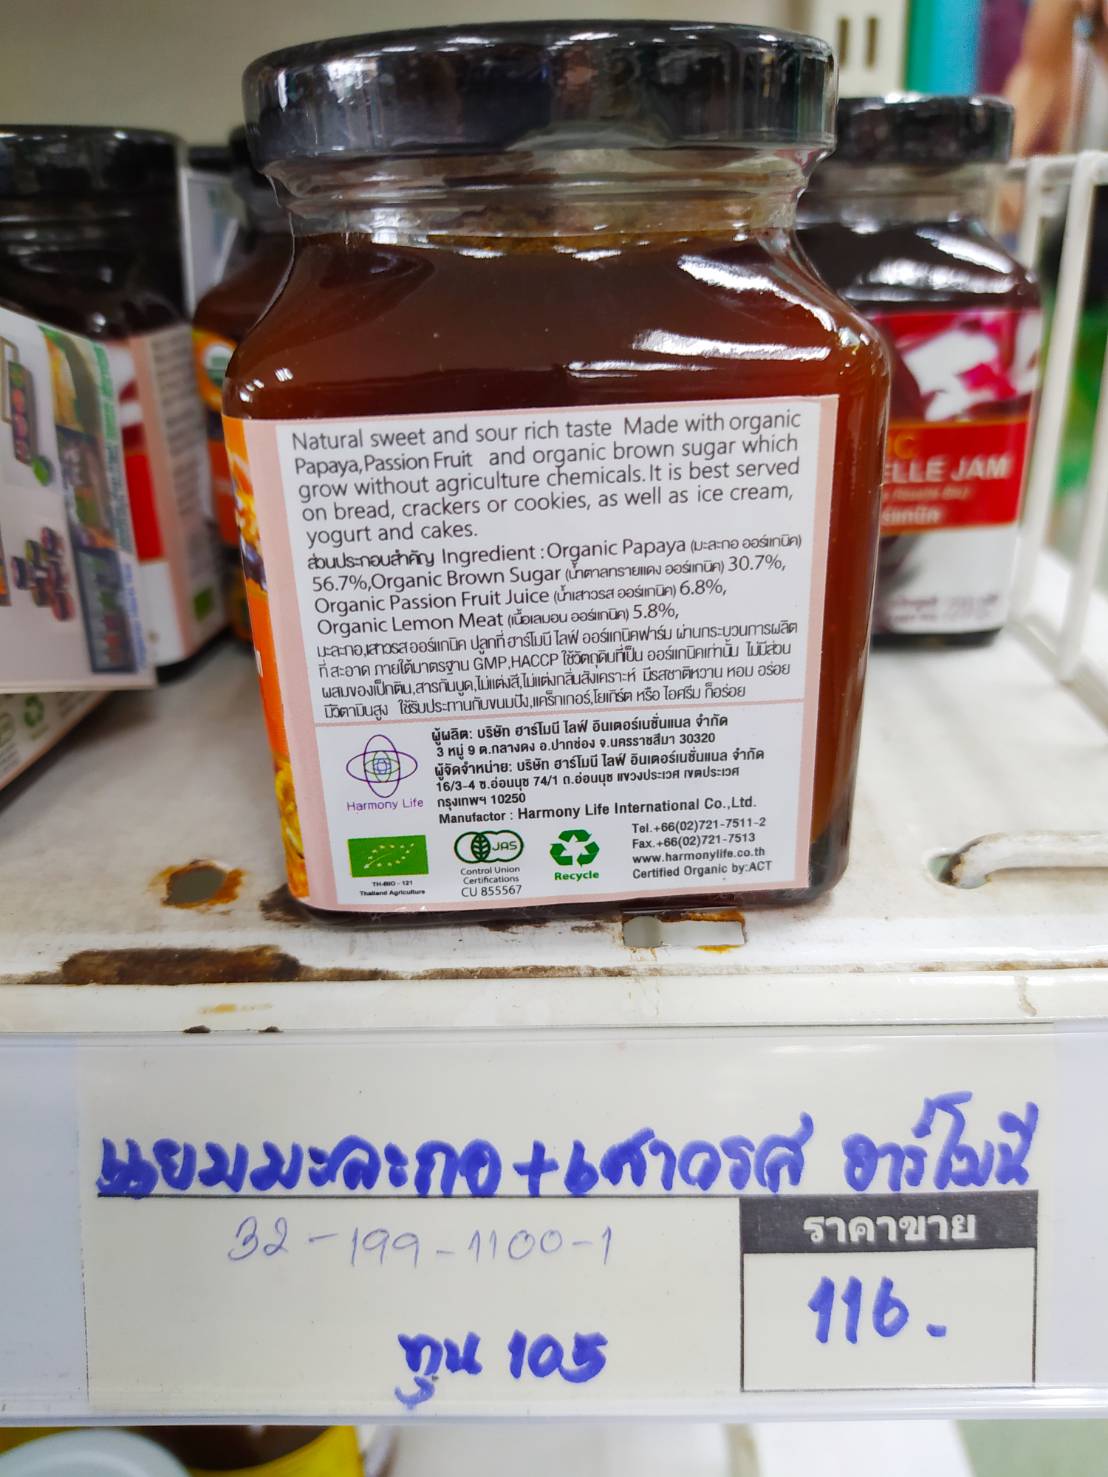 Natural sweet and sour rich taste Made with organic
Papaya,Passion Fruit and organic brown sugar which
grow without agriculture chemicals.It is best served
on bread, crackers or cookies, as well as ice cream,
yogurt and cakes.
ส่วนประกอบสำคัญ Ingredient : Organic Papaya (มะละกอ ออร์แกนิค)
56.7%,Organic Brown Sugar (น้ำตาลทรายแดง ออร์แกนิค) 30.7%,
Organic Passion Fruit Juice (น้ำเสาวรส ออร์แกนิค) 6.8%,
Organic Lemon Meat (เนื้อเลมอน ออร์แกนิค) 5.8%,
มะละกอ,เสาวรส ออร์แกนิค ปลูกที่ ฮาร์โมนี ไลฟ์ ออร์แกนิคฟาร์ม ผ่านกระบวนการผลิต
ที่ สะอาด ภายใต้มาตรฐาน GMP,HACCP ใช้วัตถุดิบที่เป็น ออร์แกนิคเท่านั้น ไม่มีส่วน
ผสมของเป็กติน,สารกันบูด,ไม่แต่งสี,ไม่แต่งกลิ่นสังเคราะห์ มีรสชาติหวาน หอม อร่อย
มีวิตามินสูง ใช้รับประทานกับขนมปัง,แคร็กเกอร์,โยเกิร์ต หรือ ไอศรีม ก็อร่อย
ผู้ผลิต: บริษัท ฮาร์โมนี ไลฟ์ อินเตอร์เนชั่นแนล จำกัด
3 หมู่ 9 ต.กลางดง อ.ปากช่อง จ.นครราชสีมา 30320
ผู้จัดจำหน่าย: บริษัท ฮาร์โมนี ไลฟ์ อินเตอร์เนชั่นแนล จำกัด
16/3-4 ซ.อ่อนนุช 74/1 ถ.อ่อนนุช แขวงประเวศ เขตประเวศ
กรุงเทพฯ 10250
Manufactor : Harmony Life International Co.,Ltd.
Harmony Life
Tel.+66(02)721-7511-2
Fax.+66(02)721-7513
www.harmonylife.co.th
Certified Organic by:ACT
TH-BIO - 121
Thailand Agriculture
JAS
Control Union
Certifications
CU 855567
Recycle
ELLE JAM
แยมมะละกอ+เสาวรส ฮาร์โมนี
32-199-1100-1
ราคาขาย
116.-
ทุน 105